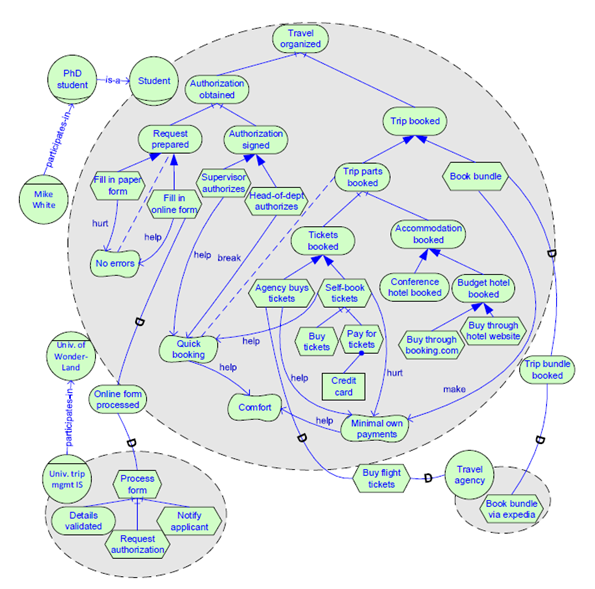 Travel
organized
PhD
student
is-a
Student
Authorization
obtained
participates-in
Request
prepared
Authorization
signed
Trip booked
Mike
White
Fill in paper
form
Fill in
online form
Supervisor
authorizes
Head-of-dept
authorizes
Trip parts
booked
Book bundle
hurt
help
No errors
help
break
Tickets
booked
Accommodation
booked
D
Agency buys
tickets
Self-book
tickets
Conference
hotel booked
Budget hotel
booked
D
Univ. of
Wonder-
Land
Quick
booking
help
Buy
tickets
Pay for
tickets
Buy through
booking.com
Buy through
hotel website
help
help
Credit
card
hurt
make
Trip bundle
booked
participates-in
Online form
processed
Comfort
help
Minimal own
payments
D
D
D
Univ. trip
mgmt IS
Process
form
Buy flight
tickets
D
Travel
agency
Details
validated
Request
authorization
Notify
applicant
Book bundle
via expedia